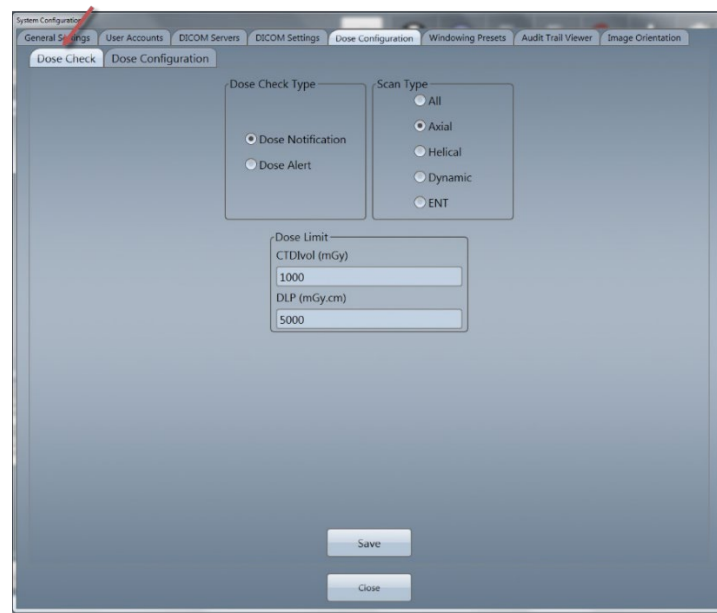 System Configuration
General Settings User Accounts DICOM Servers DICOM Settings Dose Configuration Windowing Presets Audit Trail Viewer Image Orientation
Dose Check Dose Configuration
Dose Check Type
Dose Notification
Dose Alert
Scan Type
All
Axial
Helical
Dynamic
ENT
Dose Limit
CTDIvol (mGy)
1000
DLP (mGy.cm)
5000
Save
Close